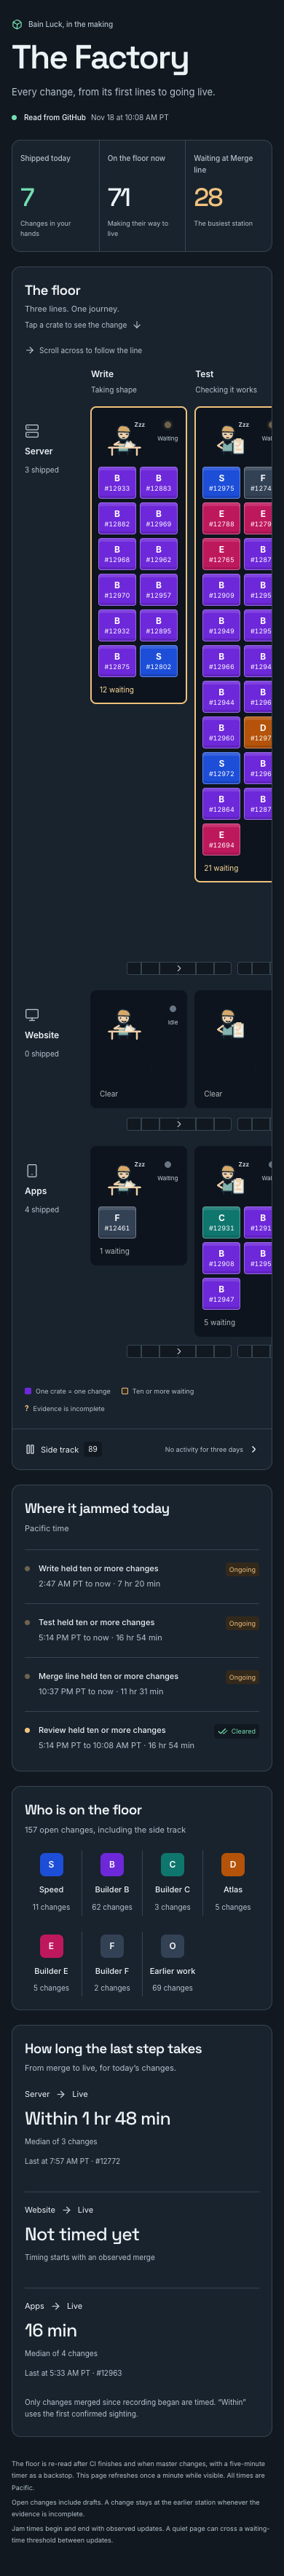 Bain Luck, in the making
The Factory
Every change, from its first lines to going live.
Read from GitHub Nov 18 at 10:08 AM PT
Shipped today
7
Changes in your
hands
On the floor now
71
Making their way to
live
Waiting at Merge
line
28
The busiest station
The floor
Three lines. One journey.
Tap a crate to see the change
Scroll across to follow the line
Write
Taking shape
Test
Checking it works
Server
3 shipped
Zzz
Waiting
B #12933
B #12883
B #12882
B #12969
B #12968
B #12962
B #12970
B #12957
B #12932
B #12895
B #12875
S #12802
12 waiting
Zzz
S #12975
E #12788
E #12765
B #12909
B #12949
B #12966
B #12944
B #12960
S #12972
B #12864
E #12694
21 waiting
Website
0 shipped
Idle
Clear
Clear
Apps
4 shipped
Zzz
Waiting
F #12461
1 waiting
Zzz
C #12931
B #12908
B #12947
5 waiting
One crate = one change
Ten or more waiting
? Evidence is incomplete
Side track 89
No activity for three days
Where it jammed today
Pacific time
Write held ten or more changes
2:47 AM PT to now · 7 hr 20 min
Ongoing
Test held ten or more changes
5:14 PM PT to now · 16 hr 54 min
Ongoing
Merge line held ten or more changes
10:37 PM PT to now · 11 hr 31 min
Ongoing
Review held ten or more changes
5:14 PM PT to 10:08 AM PT · 16 hr 54 min
Cleared
Who is on the floor
157 open changes, including the side track
S
Speed
11 changes
B
Builder B
62 changes
C
Builder C
3 changes
D
Atlas
5 changes
E
Builder E
5 changes
F
Builder F
2 changes
O
Earlier work
69 changes
How long the last step takes
From merge to live, for today's changes.
Server → Live
Within 1 hr 48 min
Median of 3 changes
Last at 7:57 AM PT · #12772
Website → Live
Not timed yet
Timing starts with an observed merge
Apps → Live
16 min
Median of 4 changes
Last at 5:33 AM PT · #12963
Only changes merged since recording began are timed. “Within”
uses the first confirmed sighting.
The floor is re-read after CI finishes and when master changes, with a five-minute
timer as a backstop. This page refreshes once a minute while visible. All times are
Pacific.
Open changes include drafts. A change stays at the earlier station whenever the
evidence is incomplete.
Jam times begin and end with observed updates. A quiet page can cross a waiting-
time threshold between updates.